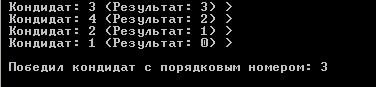 Кондидат: 3 (Результат: 3) >
Кондидат: 4 (Результат: 2) >
Кондидат: 2 (Результат: 1) >
Кондидат: 1 (Результат: 0) >
Победил кондидат с порядковым номером: 3